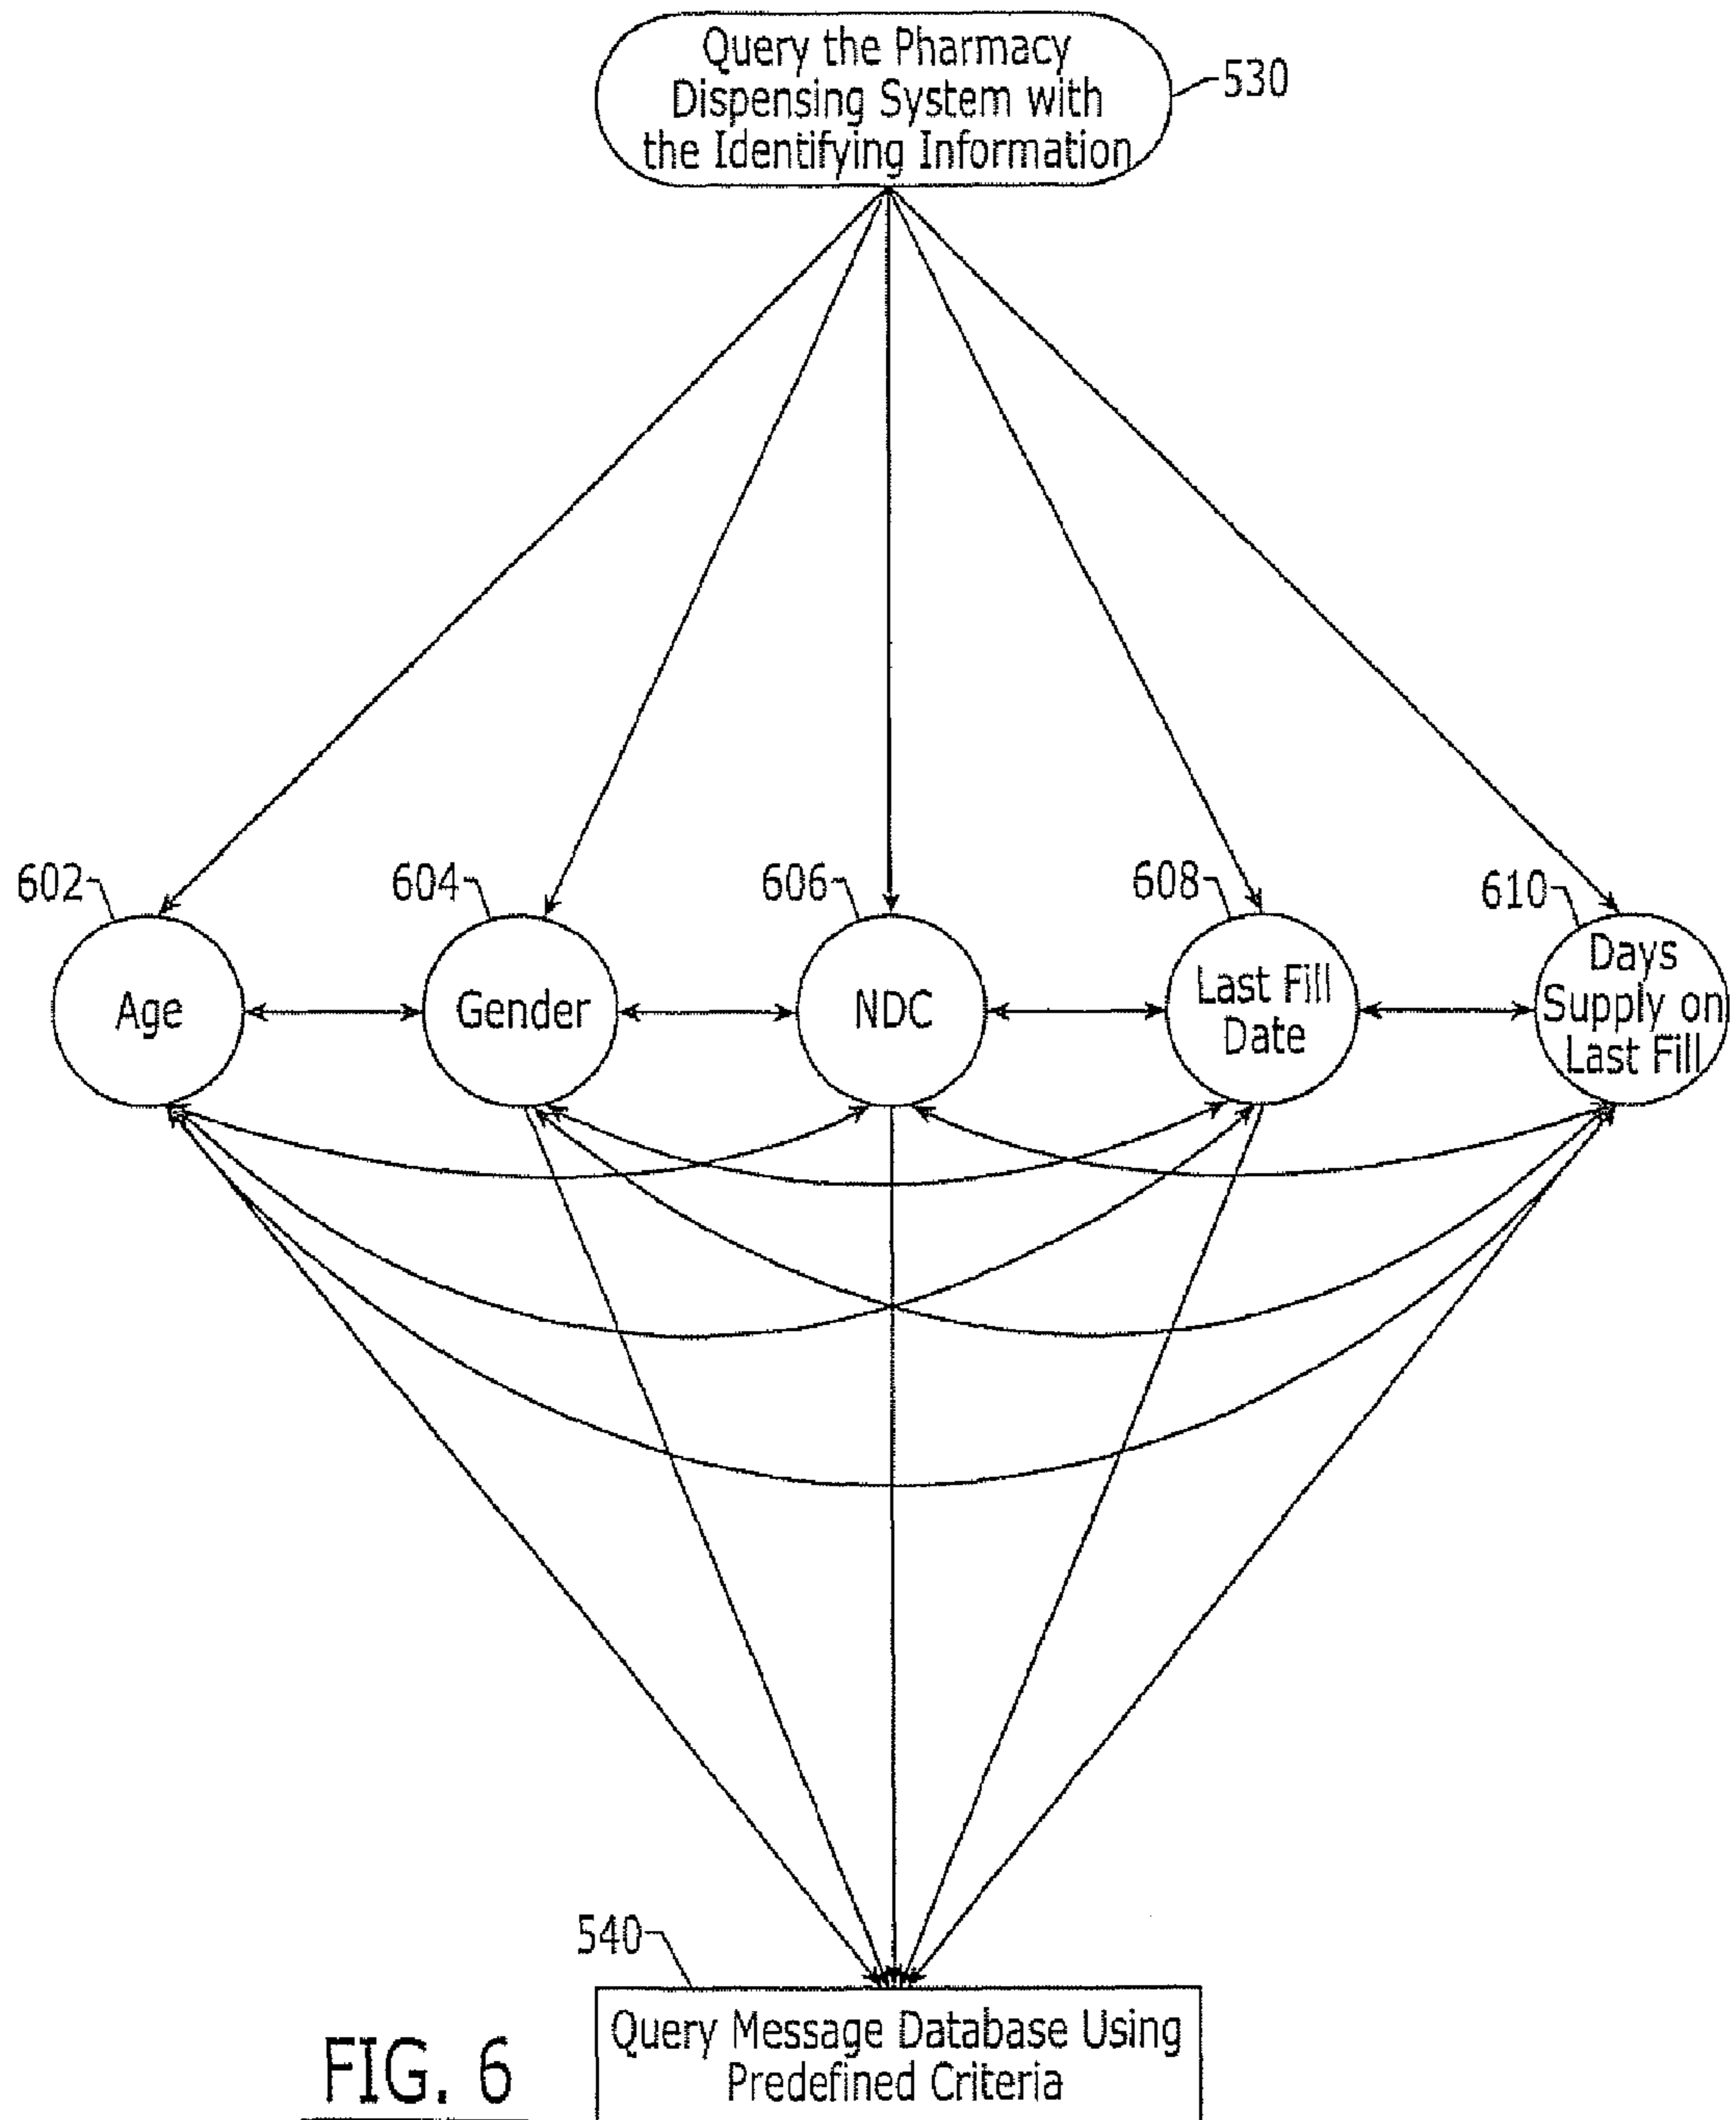 Query the Pharmacy
Dispensing System with
the Identifying Information
530
602
604
606
608
610
Age
Gender
NDC
Last Fill
Date
Days
Supply on
Last Fill
540
Query Message Database Using
Predefined Criteria
FIG. 6